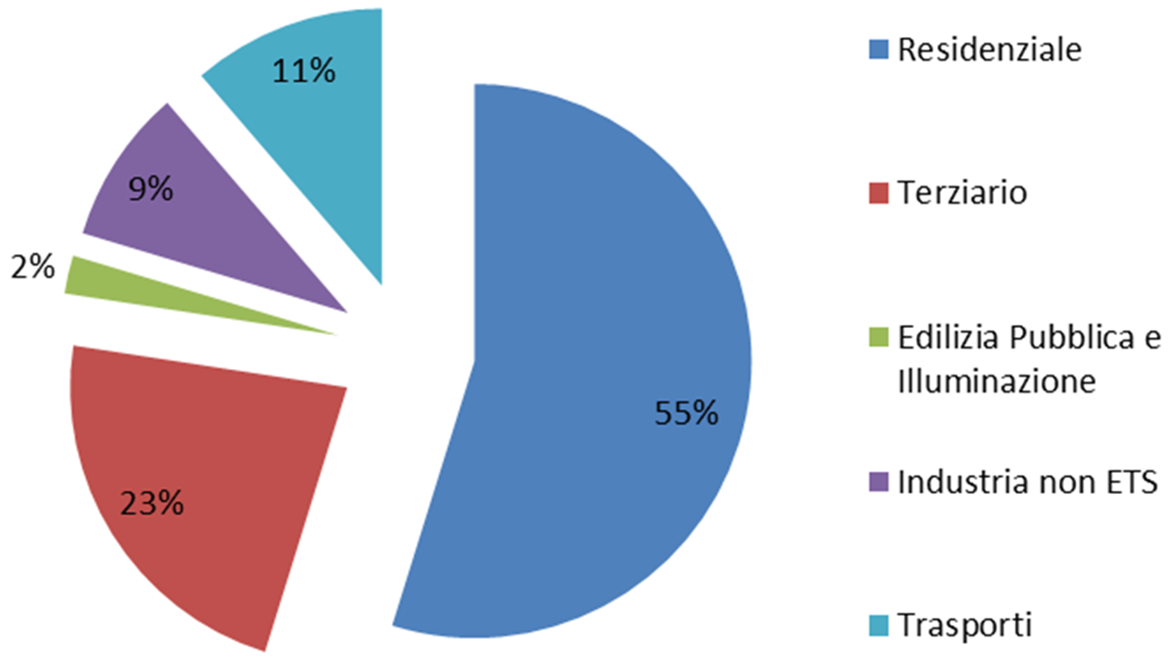 11%
9%
2%
23%
55%
Residenziale
Terziario
Edilizia Pubblica e
Illuminazione
Industria non ETS
Trasporti